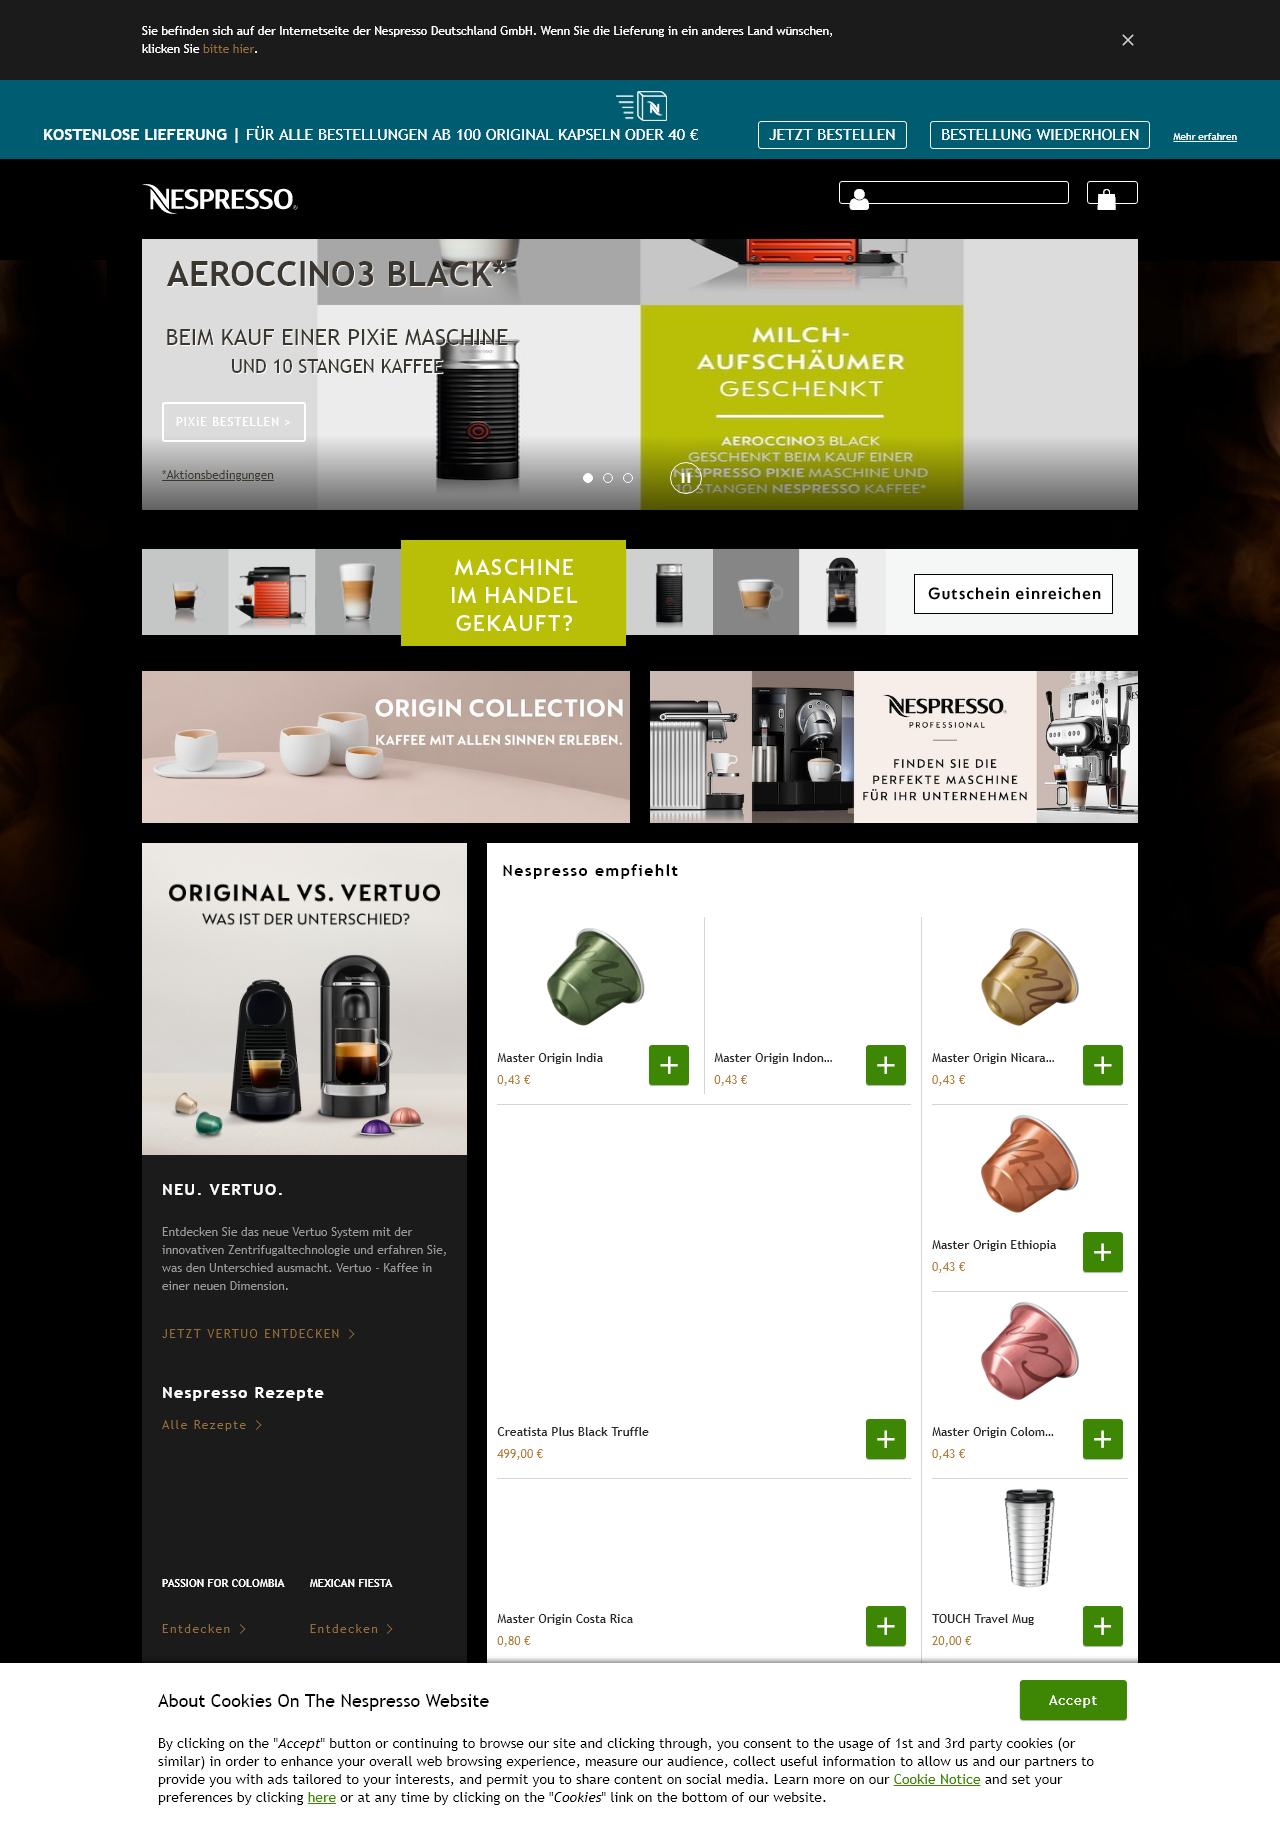 Sie befinden sich auf der Internetseite der Nespresso Deutschland GmbH. Wenn Sie die Lieferung in ein anderes Land wünschen,
klicken Sie bitte hier.
KOSTENLOSE LIEFERUNG | FÜR ALLE BESTELLUNGEN AB 100 ORIGINAL KAPSELN ODER 40 €
JETZT BESTELLEN
BESTELLUNG WIEDERHOLEN
Mehr erfahren
NESPRESSO
AEROCCINO3 BLACK*
BEIM KAUF EINER PIXiE MASCHINE
UND 10 STANGEN KAFFEE
PIXiE BESTELLEN >
*Aktionsbedingungen
MILCH-
AUFSCHÄUMER
GESCHENKT
AEROCCINO3 BLACK
GESCHENKT BEIM KAUF EINER
NESPRESSO PIXIE MASCHINE UND
10 STANGEN NESPRESSO KAFFEE*
MASCHINE
IM HANDEL
GEKAUFT?
Gutschein einreichen
ORIGIN COLLECTION
KAFFEE MIT ALLEN SINNEN ERLEBEN.
NESPRESSO
PROFESSIONAL
FINDEN SIE DIE
PERFEKTE MASCHINE
FÜR IHR UNTERNEHMEN
ORIGINAL VS. VERTUO
WAS IST DER UNTERSCHIED?
NEU. VERTUO.
Entdecken Sie das neue Vertuo System mit der
innovativen Zentrifugaltechnologie und erfahren Sie,
was den Unterschied ausmacht. Vertuo – Kaffee in
einer neuen Dimension.
JETZT VERTUO ENTDECKEN
Nespresso Rezepte
Alle Rezepte
PASSION FOR COLOMBIA
MEXICAN FIESTA
Entdecken
Entdecken
Nespresso empfiehlt
Master Origin India
0,43 €
Master Origin Indon...
0,43 €
Master Origin Nicara...
0,43 €
Master Origin Ethiopia
0,43 €
Creatista Plus Black Truffle
499,00 €
Master Origin Colom...
0,43 €
Master Origin Costa Rica
0,80 €
TOUCH Travel Mug
20,00 €
About Cookies On The Nespresso Website
Accept
By clicking on the "Accept" button or continuing to browse our site and clicking through, you consent to the usage of 1st and 3rd party cookies (or
similar) in order to enhance your overall web browsing experience, measure our audience, collect useful information to allow us and our partners to
provide you with ads tailored to your interests, and permit you to share content on social media. Learn more on our Cookie Notice and set your
preferences by clicking here or at any time by clicking on the "Cookies" link on the bottom of our website.